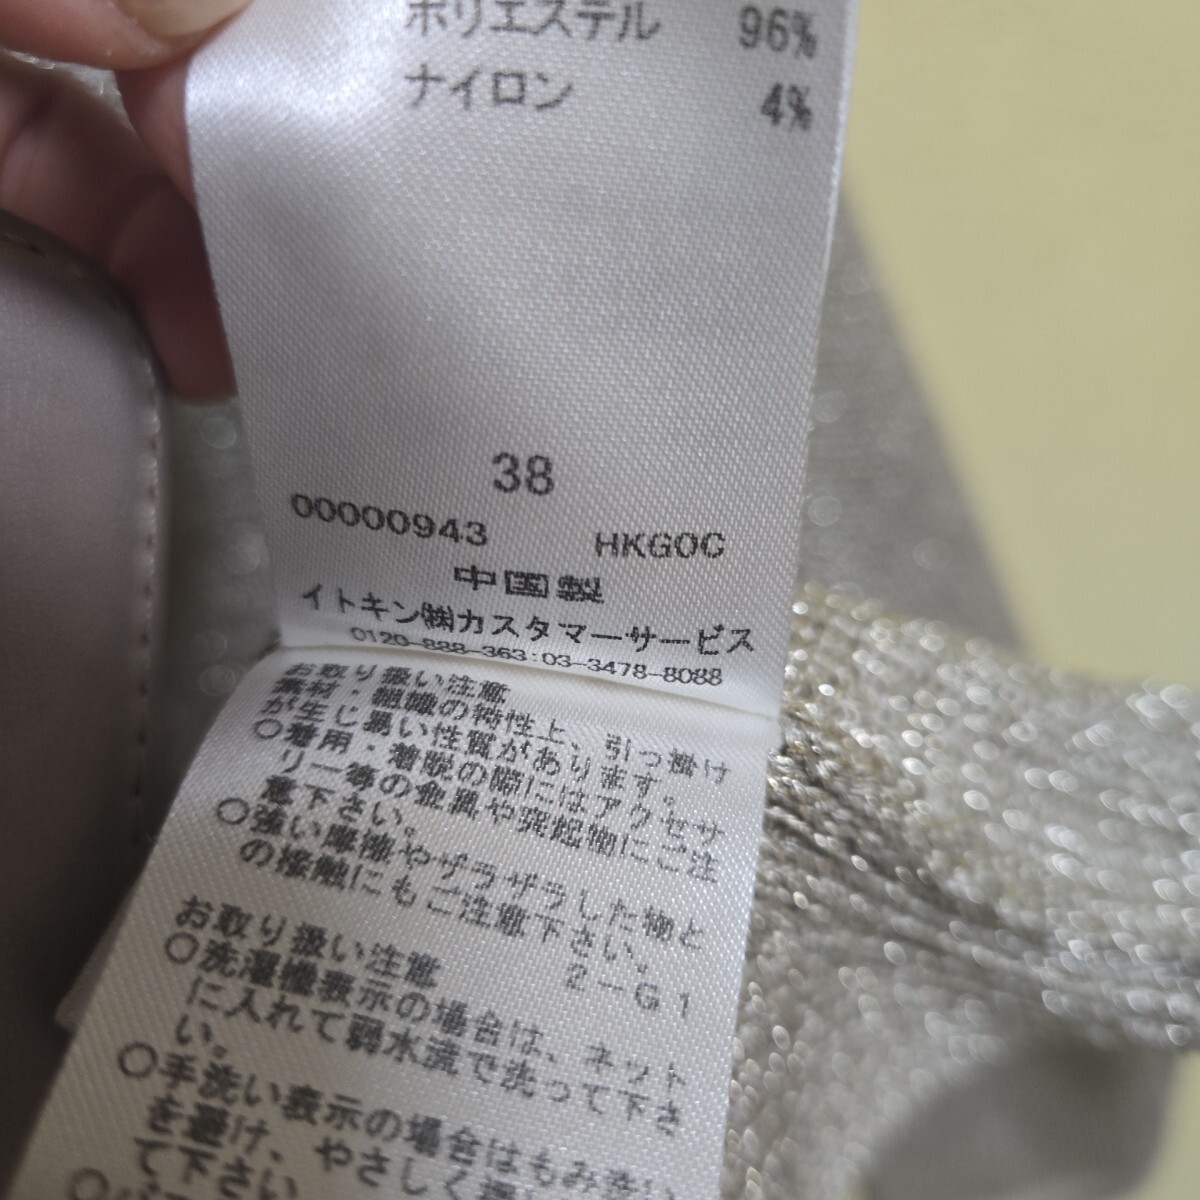 ポリエステル 96%
ナイロン 4%
38
00000943 HKG0C
中国製
イトキン㈱カスタマーサービス
0120-888-363:03-3478-8088
お取り扱い注意
素材・組織の特性上、引っ掛け
が生じ易い性質があります。
○着用・着脱の際にはアクセサ
リー等の金具や突起物にご注
意下さい。
○強い摩擦やザラザラした物と
の接触にもご注意下さい。
2-G1
お取り扱い注意
○洗濯機表示の場合は、ネット
に入れて弱水流で洗って下さ
い。
○手洗い表示の場合はもみ洗い
を避け、やさしく
て下さい